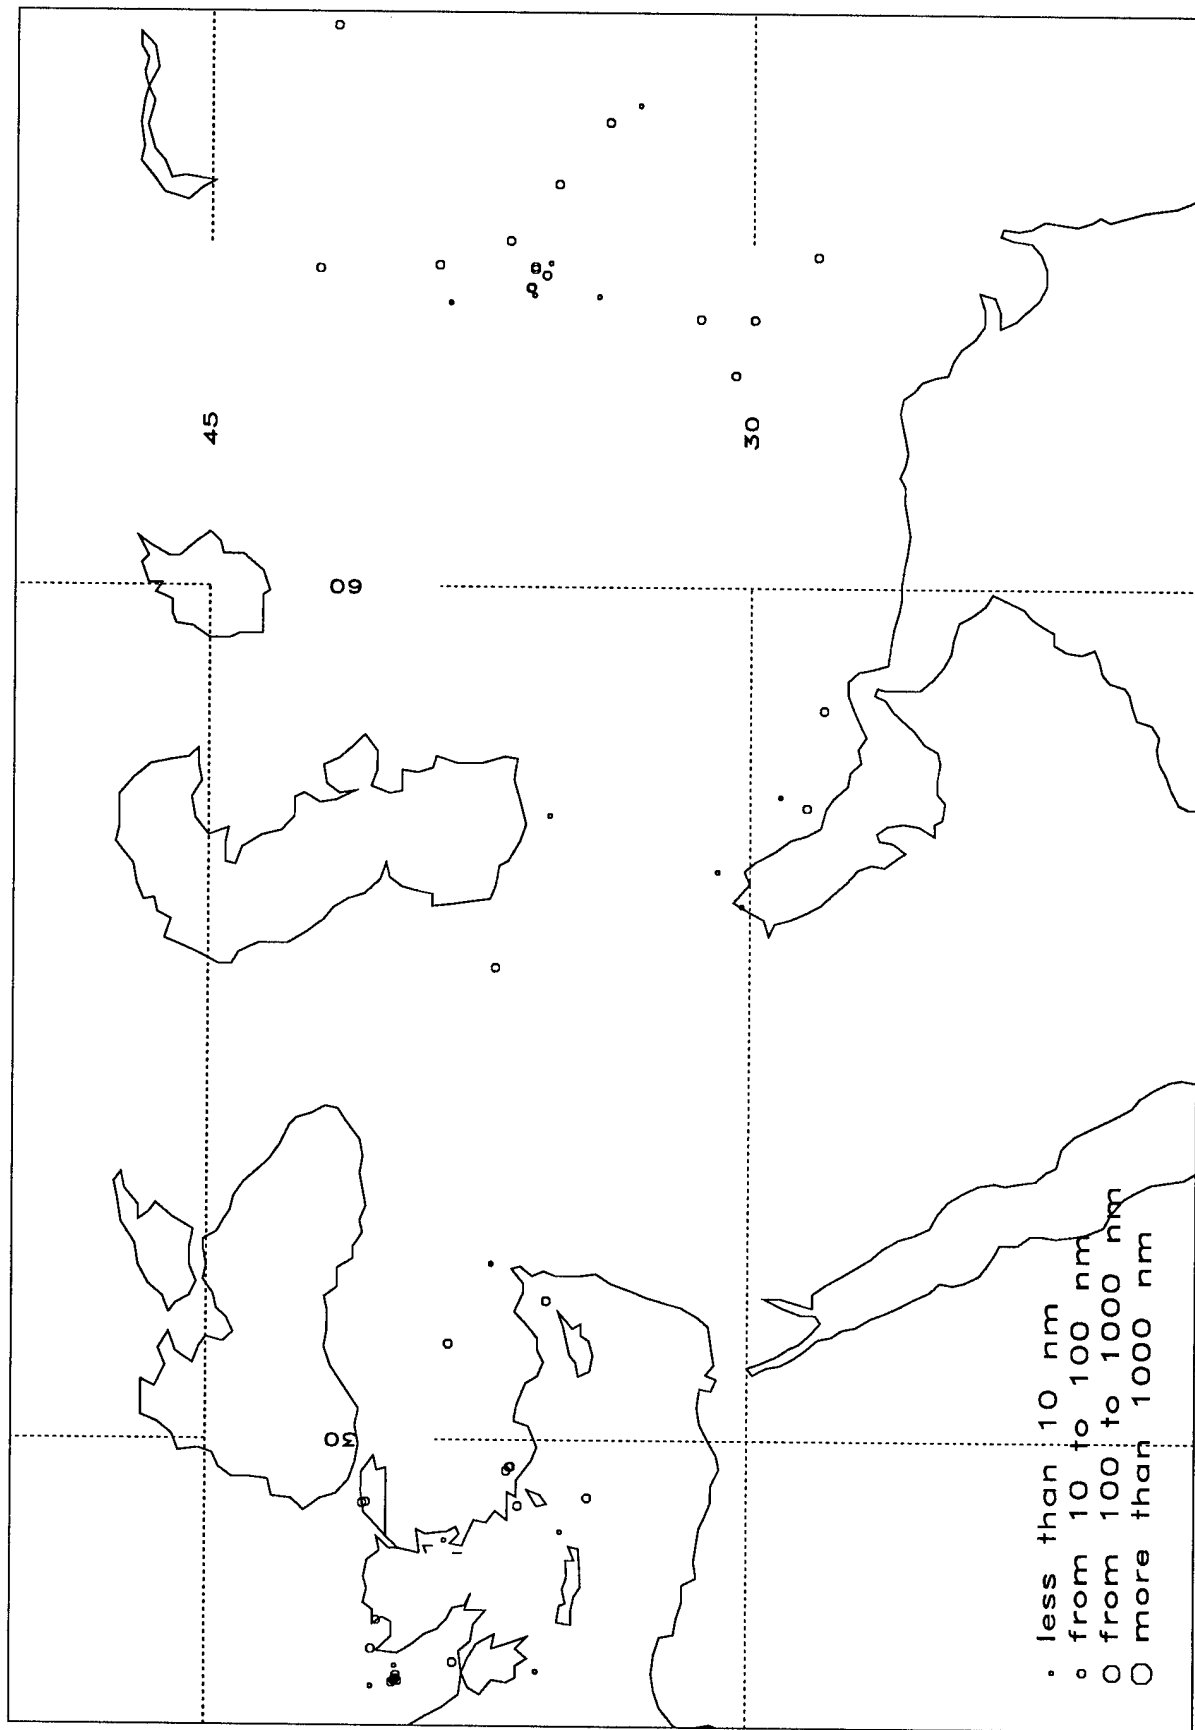 45
30
60
30
less than 10 nm
from 10 to 100 nm
from 100 to 1000 nm
more than 1000 nm